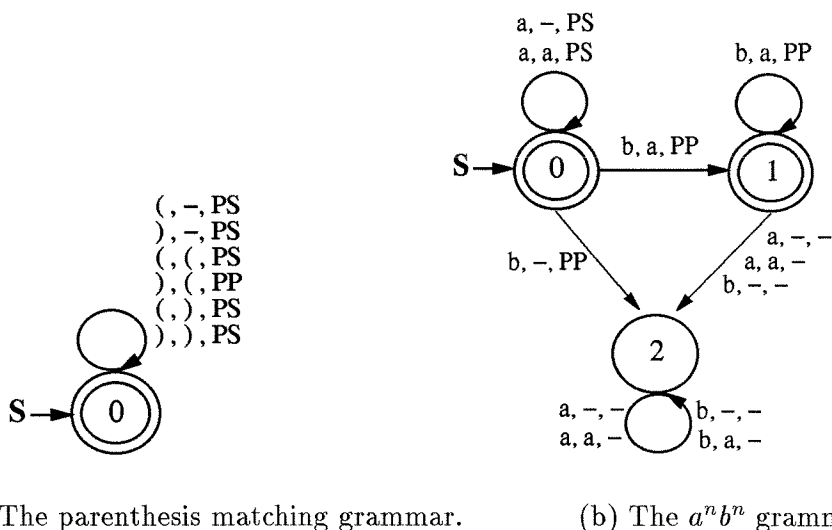 a, –, PS
a, a, PS
b, a, PP
b, a, PP
S
0
1
(, –, PS
), –, PS
(, (, PS
), (, PP
(, ), PS
), ), PS
b, –, PP
a, –, –
a, a, –
b, –, –
2
S
0
a, –, –
a, a, –
b, –, –
b, a, –
The parenthesis matching grammar.
(b) The aⁿbⁿ gramm